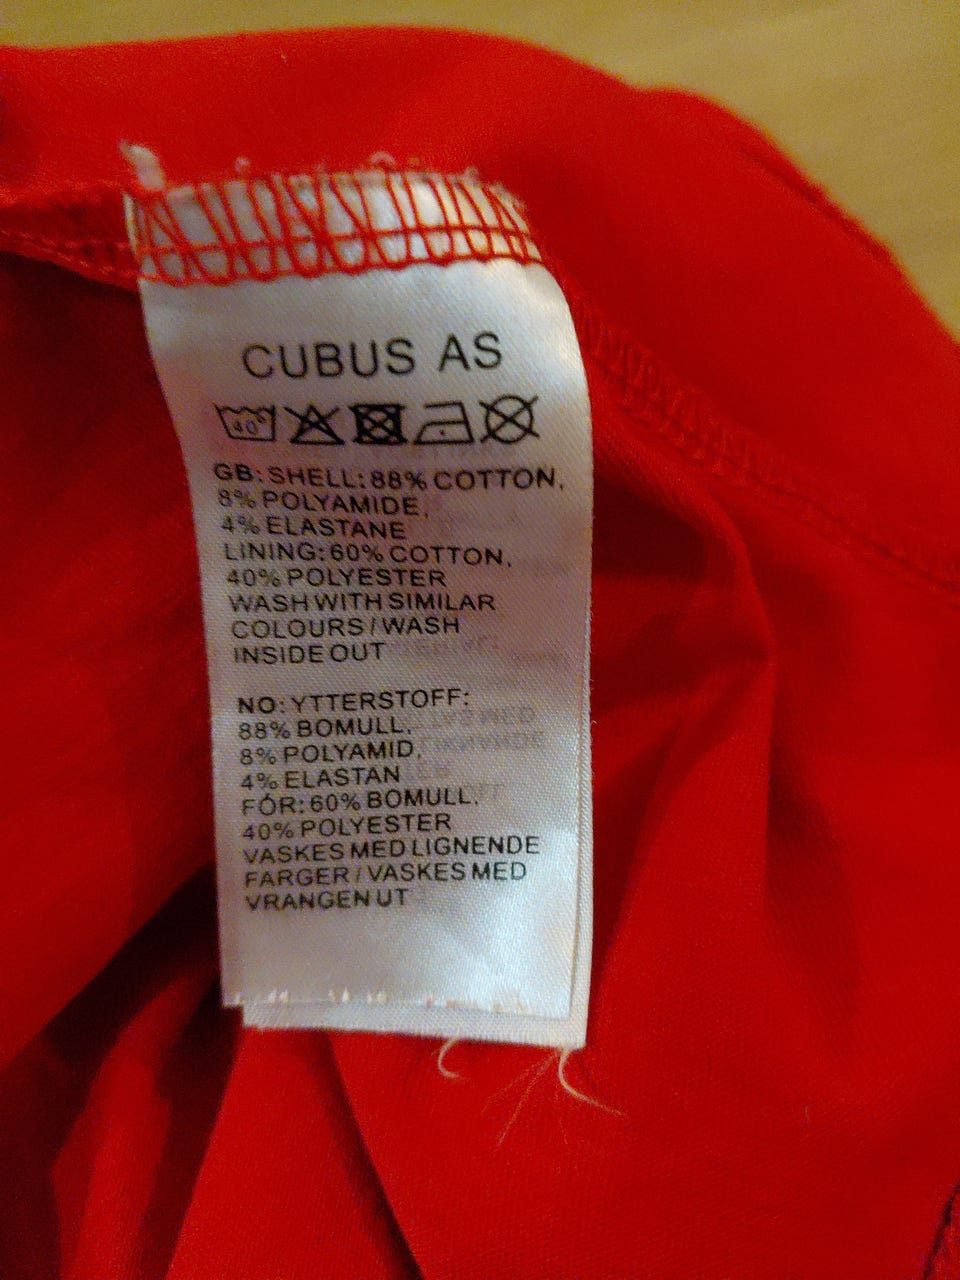 CUBUS AS
40°
GB: SHELL: 88% COTTON,
8% POLYAMIDE,
4% ELASTANE
LINING: 60% COTTON,
40% POLYESTER
WASH WITH SIMILAR
COLOURS / WASH
INSIDE OUT
NO: YTTERSTOFF:
88% BOMULL,
8% POLYAMID,
4% ELASTAN
FÓR: 60% BOMULL,
40% POLYESTER
VASKES MED LIGNENDE
FARGER / VASKES MED
VRANGEN UT